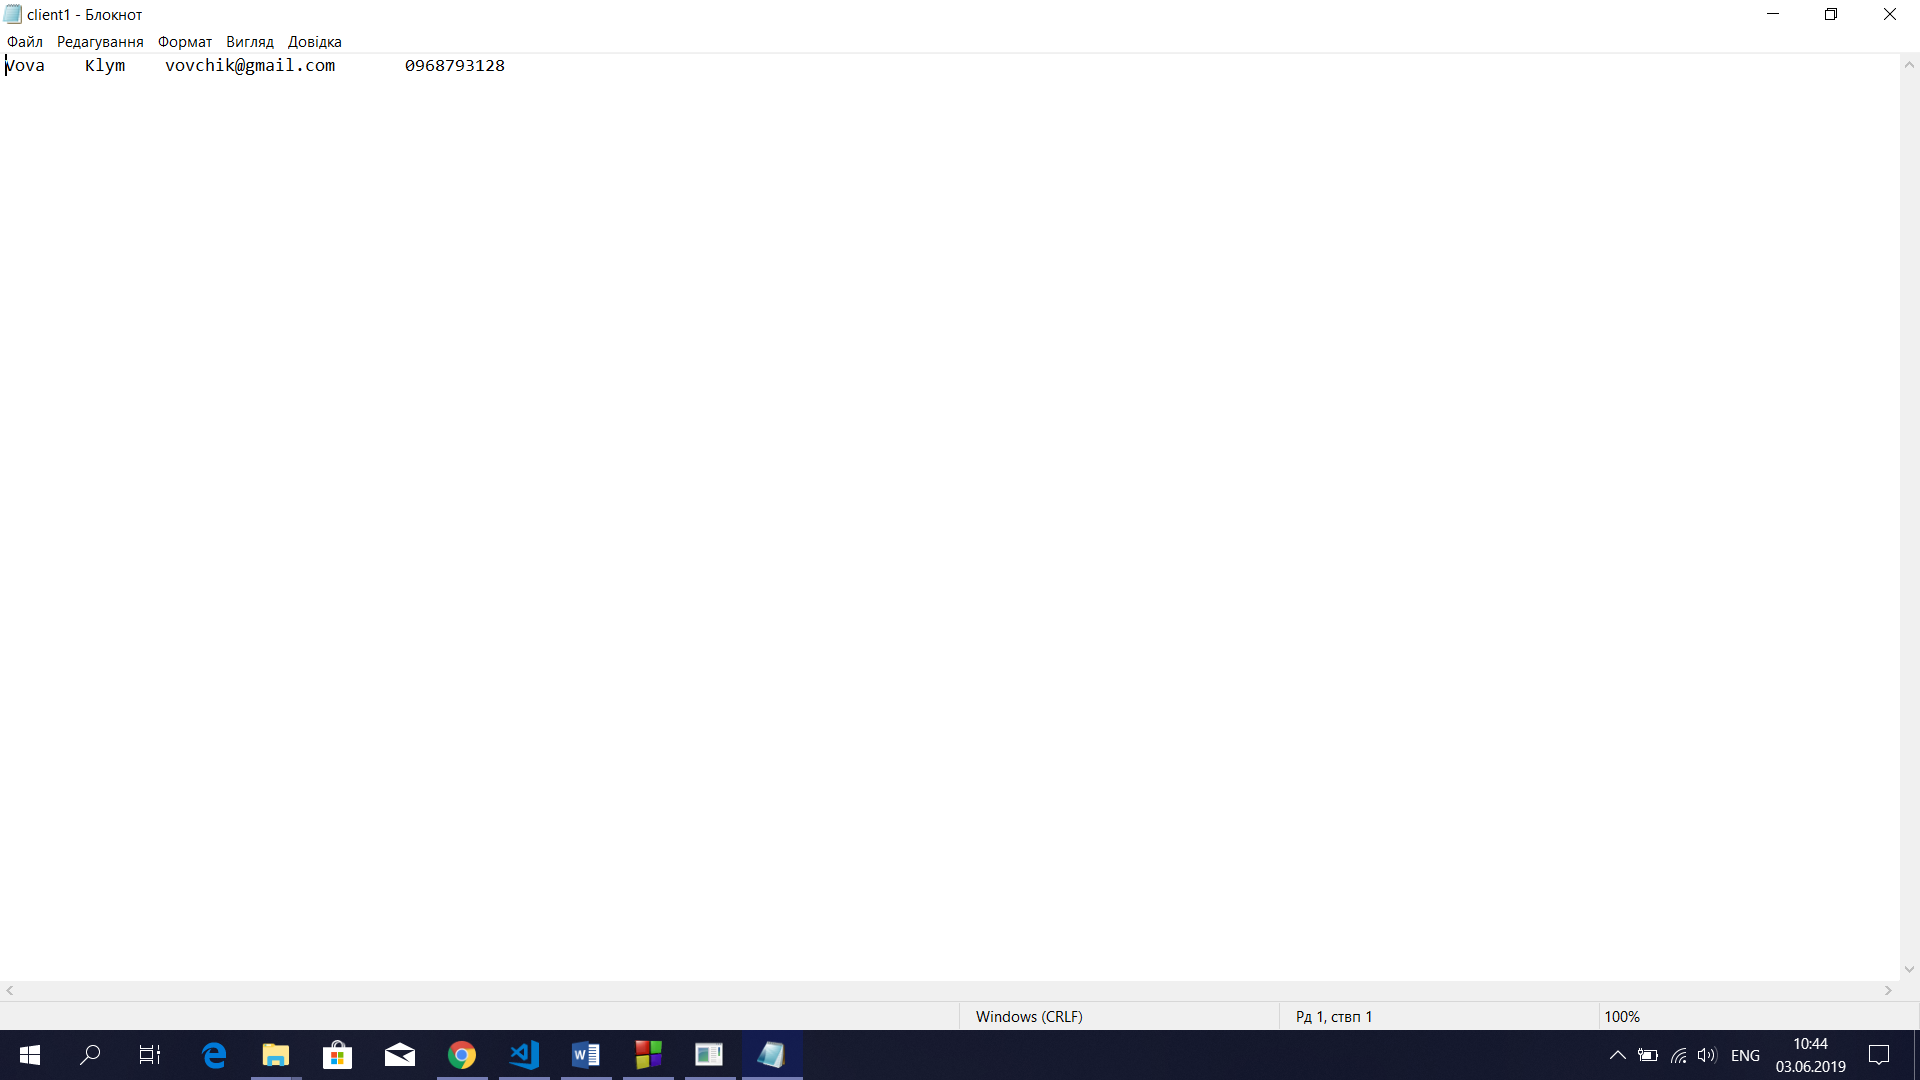 client1 - Блокнот
Файл Редагування Формат Вигляд Довідка
Vova Klym vovchik@gmail.com 0968793128
Windows (CRLF) Рд 1, ствп 1 100%
ENG 10:44
03.06.2019